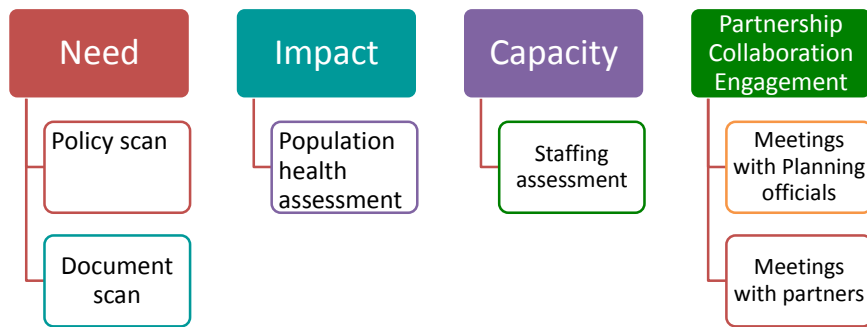 Need
Policy scan
Document
scan
Impact
Population
health
assessment
Capacity
Staffing
assessment
Partnership
Collaboration
Engagement
Meetings
with Planning
officials
Meetings
with partners